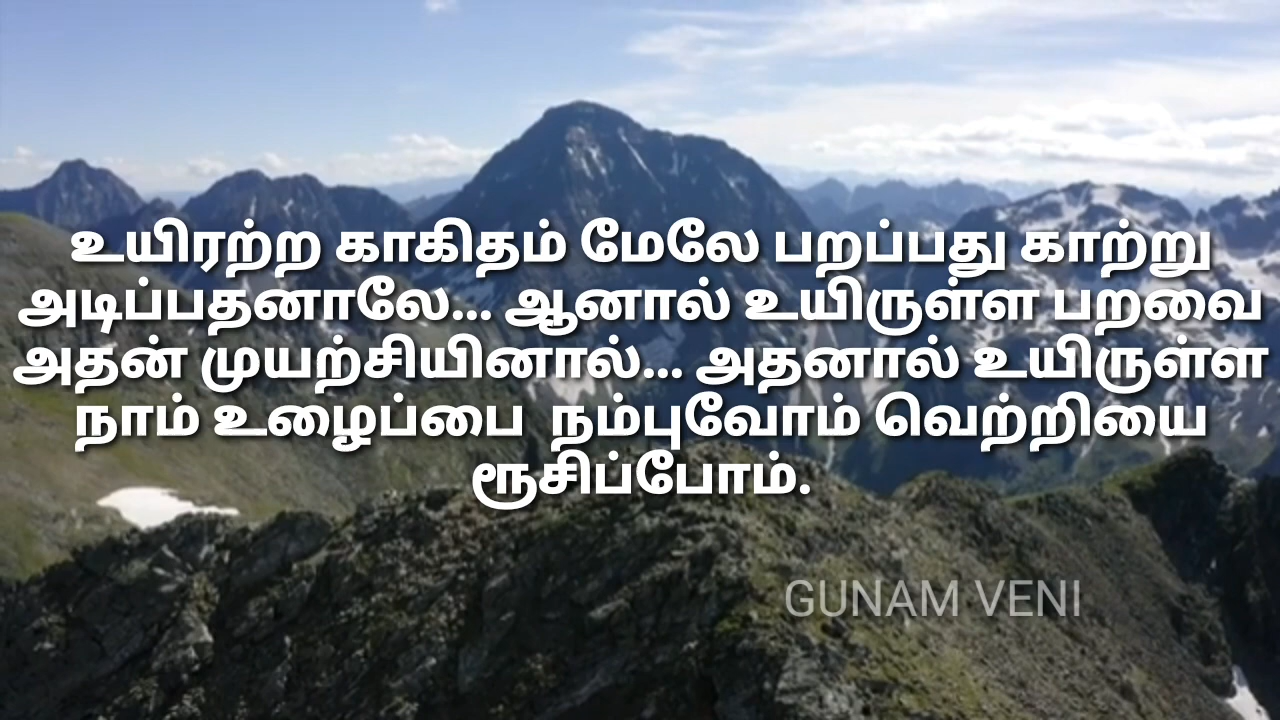 உயிரற்ற காகிதம் மேலே பறப்பது காற்று
அடிப்பதனாலே... ஆனால் உயிருள்ள பறவை
அதன் முயற்சியினால்... அதனால் உயிருள்ள
நாம் உழைப்பை  நம்புவோம் வெற்றியை
ரூசிப்போம்.
GUNAM VENI